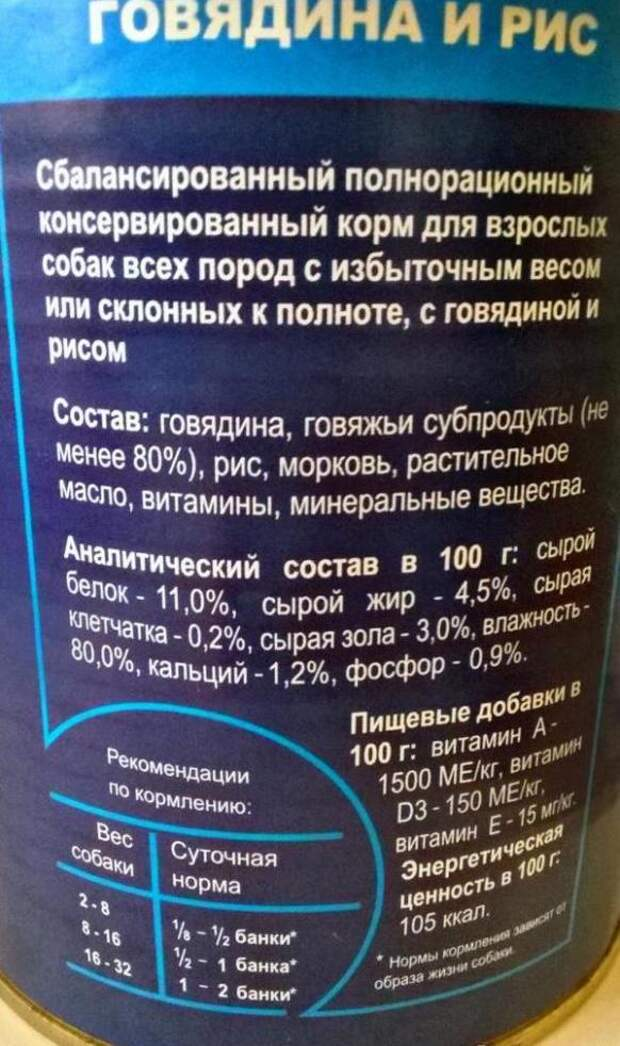 ГОВЯДИНА И РИС
Сбалансированный полнорационный
консервированный корм для взрослых
собак всех пород с избыточным весом
или склонных к полноте, с говядиной и
рисом
Состав: говядина, говяжьи субпродукты (не
менее 80%), рис, морковь, растительное
масло, витамины, минеральные вещества.
Аналитический состав в 100 г: сырой
белок - 11,0%, сырой жир - 4,5%, сырая
клетчатка - 0,2%, сырая зола - 3,0%, влажность -
80,0%, кальций - 1,2%, фосфор - 0,9%.
Пищевые добавки в
100 г: витамин А -
1500 МЕ/кг, витамин
D3 - 150 МЕ/кг,
витамин Е - 15 мг/кг.
Энергетическая
ценность в 100 г:
105 ккал.
* Нормы кормления зависят от
образа жизни собаки.
Рекомендации
по кормлению:
Вес
собаки
Суточная
норма
2 - 8 1/8 – 1/2 банки*
8 - 16 1/2 – 1 банка*
16 - 32 1 – 2 банки*